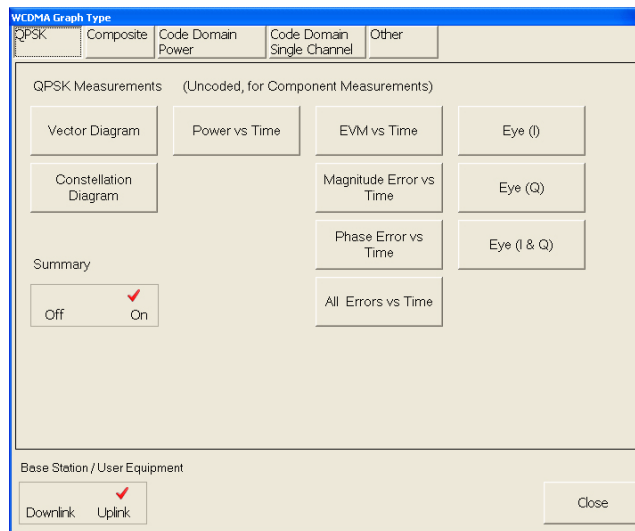 WCDMA Graph Type
QPSK Composite Code Domain Code Domain Other
Power Single Channel
QPSK Measurements (Uncoded, for Component Measurements)
Vector Diagram Power vs Time EVM vs Time Eye (I)
Constellation
Diagram
Magnitude Error vs
Time
Eye (Q)
Phase Error vs
Time
Eye (I & Q)
Summary
Off On
All Errors vs Time
Base Station / User Equipment
Downlink Uplink
Close